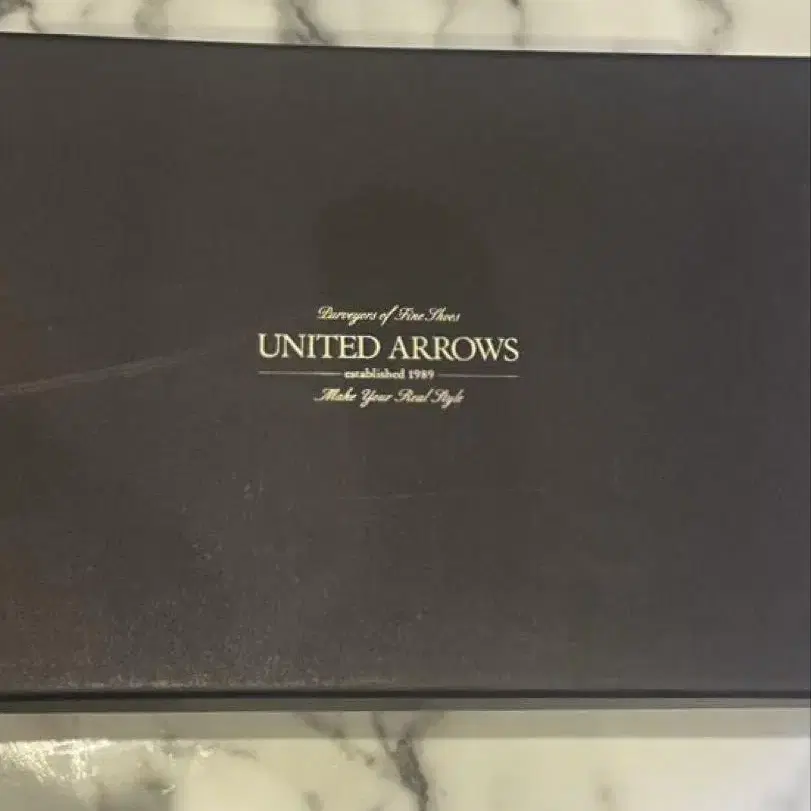 Purveyors of Fine Shoes
UNITED ARROWS
established 1989
Make Your Real Style